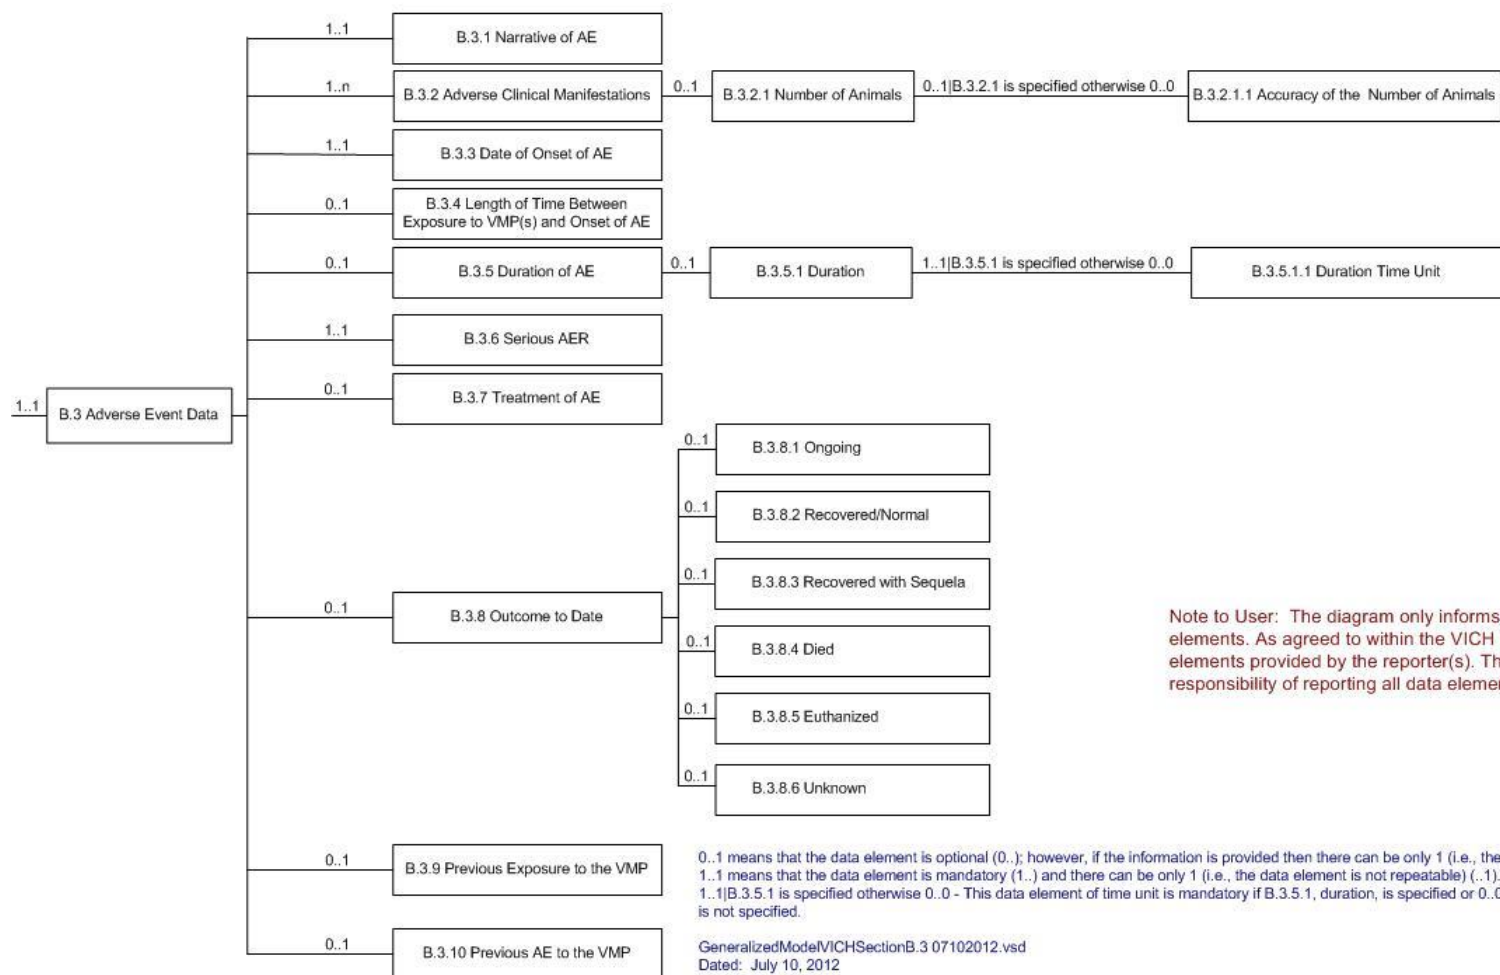 1..1
B.3.1 Narrative of AE
1..n
B.3.2 Adverse Clinical Manifestations
0..1
B.3.2.1 Number of Animals
0..1|B.3.2.1 is specified otherwise 0..0
B.3.2.1.1 Accuracy of the Number of Animals
1..1
B.3.3 Date of Onset of AE
0..1
B.3.4 Length of Time Between
Exposure to VMP(s) and Onset of AE
0..1
B.3.5 Duration of AE
0..1
B.3.5.1 Duration
1..1|B.3.5.1 is specified otherwise 0..0
B.3.5.1.1 Duration Time Unit
1..1
B.3.6 Serious AER
0..1
B.3.7 Treatment of AE
1..1
B.3 Adverse Event Data
0..1
B.3.8 Outcome to Date
0..1
B.3.8.1 Ongoing
0..1
B.3.8.2 Recovered/Normal
0..1
B.3.8.3 Recovered with Sequela
0..1
B.3.8.4 Died
0..1
B.3.8.5 Euthanized
0..1
B.3.8.6 Unknown
Note to User: The diagram only informs
elements. As agreed to within the VICH
elements provided by the reporter(s). Th
responsibility of reporting all data elemen
0..1
B.3.9 Previous Exposure to the VMP
0..1
B.3.10 Previous AE to the VMP
0..1 means that the data element is optional (0..); however, if the information is provided then there can be only 1 (i.e., the
1..1 means that the data element is mandatory (1..) and there can be only 1 (i.e., the data element is not repeatable) (..1).
1..1|B.3.5.1 is specified otherwise 0..0 - This data element of time unit is mandatory if B.3.5.1, duration, is specified or 0..0
is not specified.
GeneralizedModelVICHSectionB.3 07102012.vsd
Dated: July 10, 2012